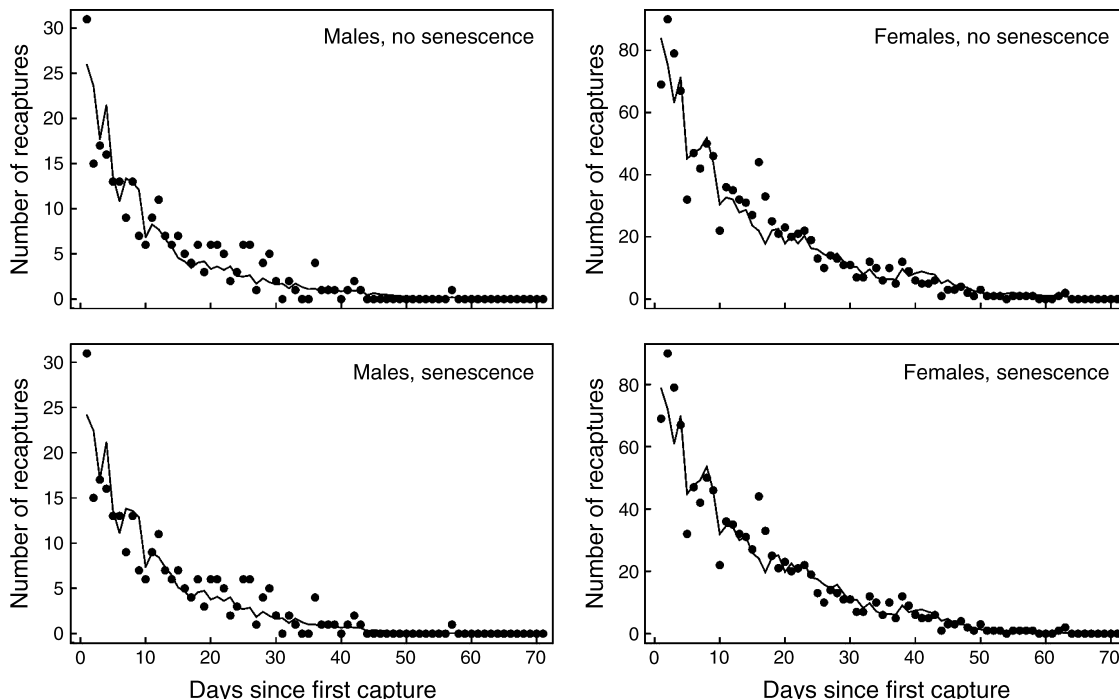 Males, no senescence
Number of recaptures
30
25
20
15
10
5
0
Females, no senescence
Number of recaptures
80
60
40
20
0
Males, senescence
Number of recaptures
30
25
20
15
10
5
0
0 10 20 30 40 50 60 70
Days since first capture
Females, senescence
Number of recaptures
80
60
40
20
0
0 10 20 30 40 50 60 70
Days since first capture